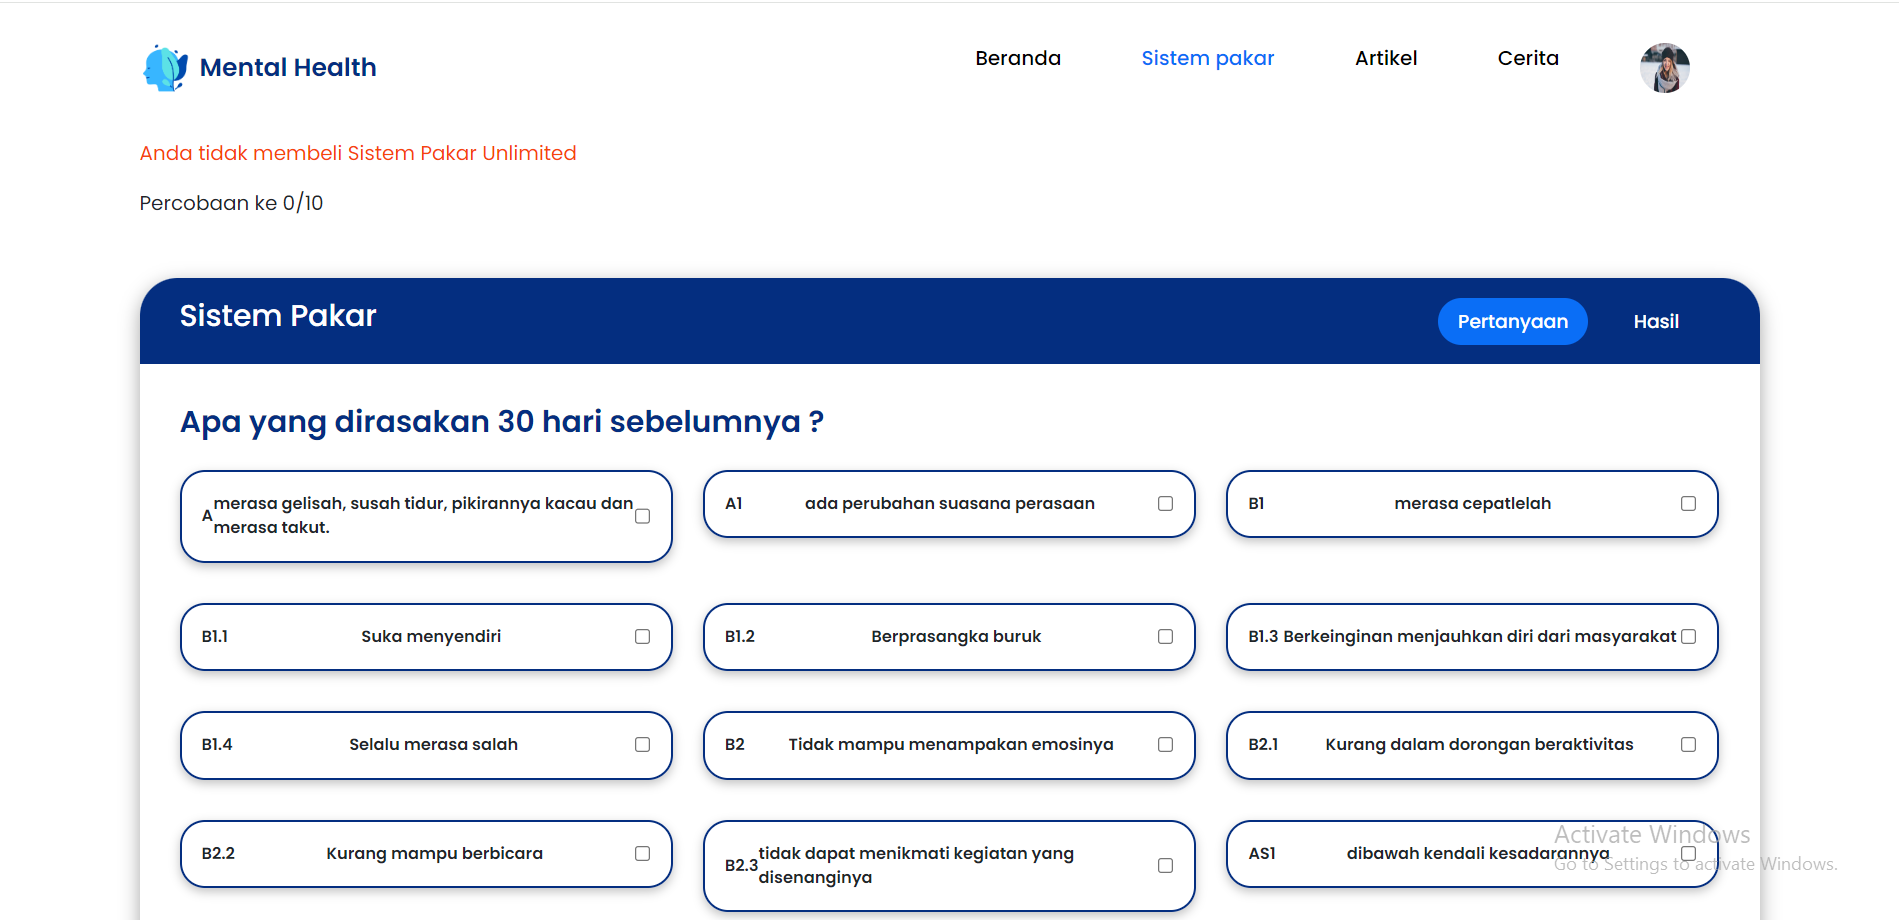 Mental Health
Beranda
Sistem pakar
Artikel
Cerita
Anda tidak membeli Sistem Pakar Unlimited
Percobaan ke 0/10
Sistem Pakar
Pertanyaan
Hasil
Apa yang dirasakan 30 hari sebelumnya ?
A
merasa gelisah, susah tidur, pikirannya kacau dan
merasa takut.
A1
ada perubahan suasana perasaan
B1
merasa cepatlelah
B1.1
Suka menyendiri
B1.2
Berprasangka buruk
B1.3 Berkeinginan menjauhkan diri dari masyarakat
B1.4
Selalu merasa salah
B2
Tidak mampu menampakan emosinya
B2.1
Kurang dalam dorongan beraktivitas
B2.2
Kurang mampu berbicara
B2.3
tidak dapat menikmati kegiatan yang
disenanginya
AS1
dibawah kendali kesadarannya
Activate Windows
Go to Settings to activate Windows.